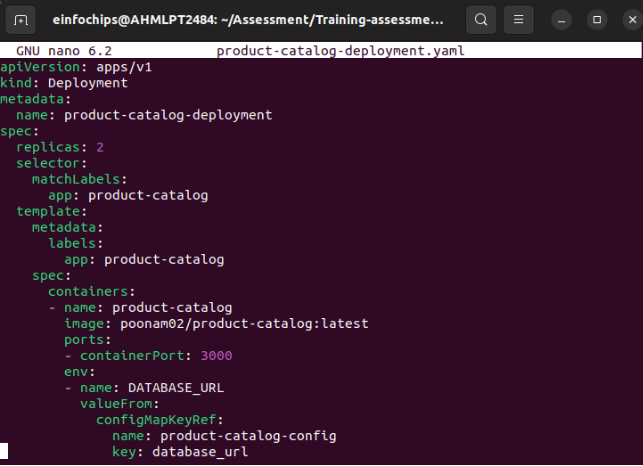 einfochips@AHMLPT2484: ~/Assessment/Training-assessme...
GNU nano 6.2 product-catalog-deployment.yaml
apiVersion: apps/v1
kind: Deployment
metadata:
  name: product-catalog-deployment
spec:
  replicas: 2
  selector:
    matchLabels:
      app: product-catalog
  template:
    metadata:
      labels:
        app: product-catalog
    spec:
      containers:
      - name: product-catalog
        image: poonam02/product-catalog:latest
        ports:
        - containerPort: 3000
        env:
        - name: DATABASE_URL
          valueFrom:
            configMapKeyRef:
              name: product-catalog-config
              key: database_url